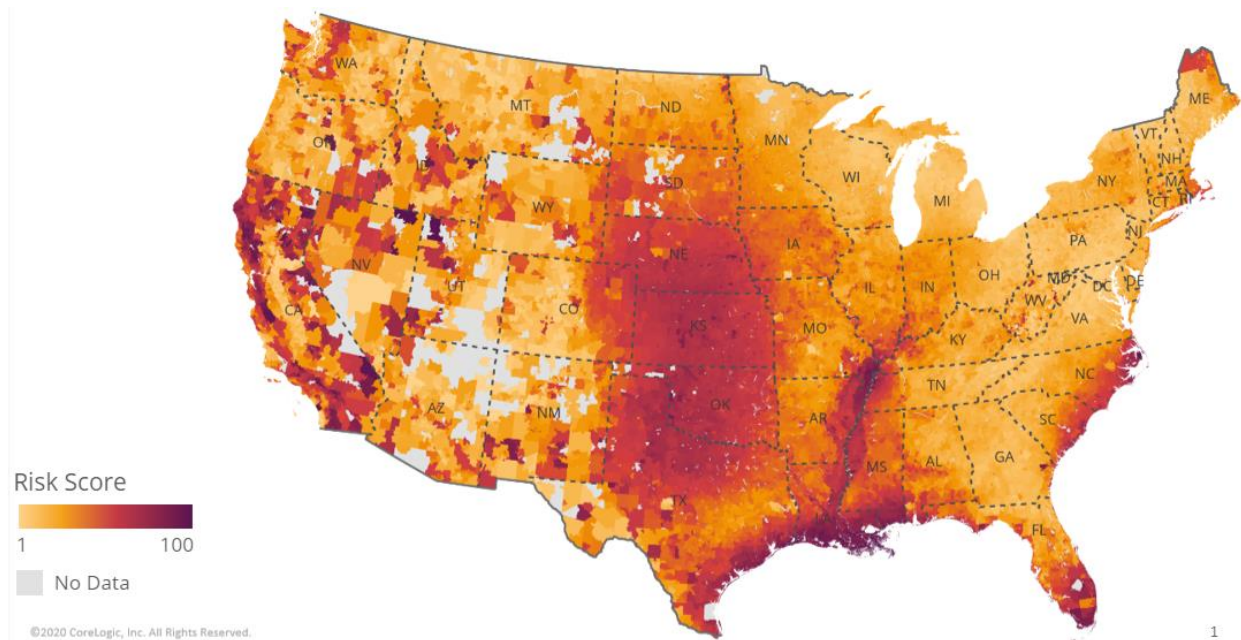 WA
MT
ND
MN
ME
VT
NH
OR
ID
WI
NY
MA
CT
RI
SD
WY
MI
IA
PA
NJ
NE
NV
UT
IL
IN
OH
MD
DC
DE
CO
WV
CA
KS
MO
KY
VA
TN
NC
AZ
NM
OK
AR
SC
MS
AL
GA
TX
FL
Risk Score
1 100
No Data
©2020 CoreLogic, Inc. All Rights Reserved.
1